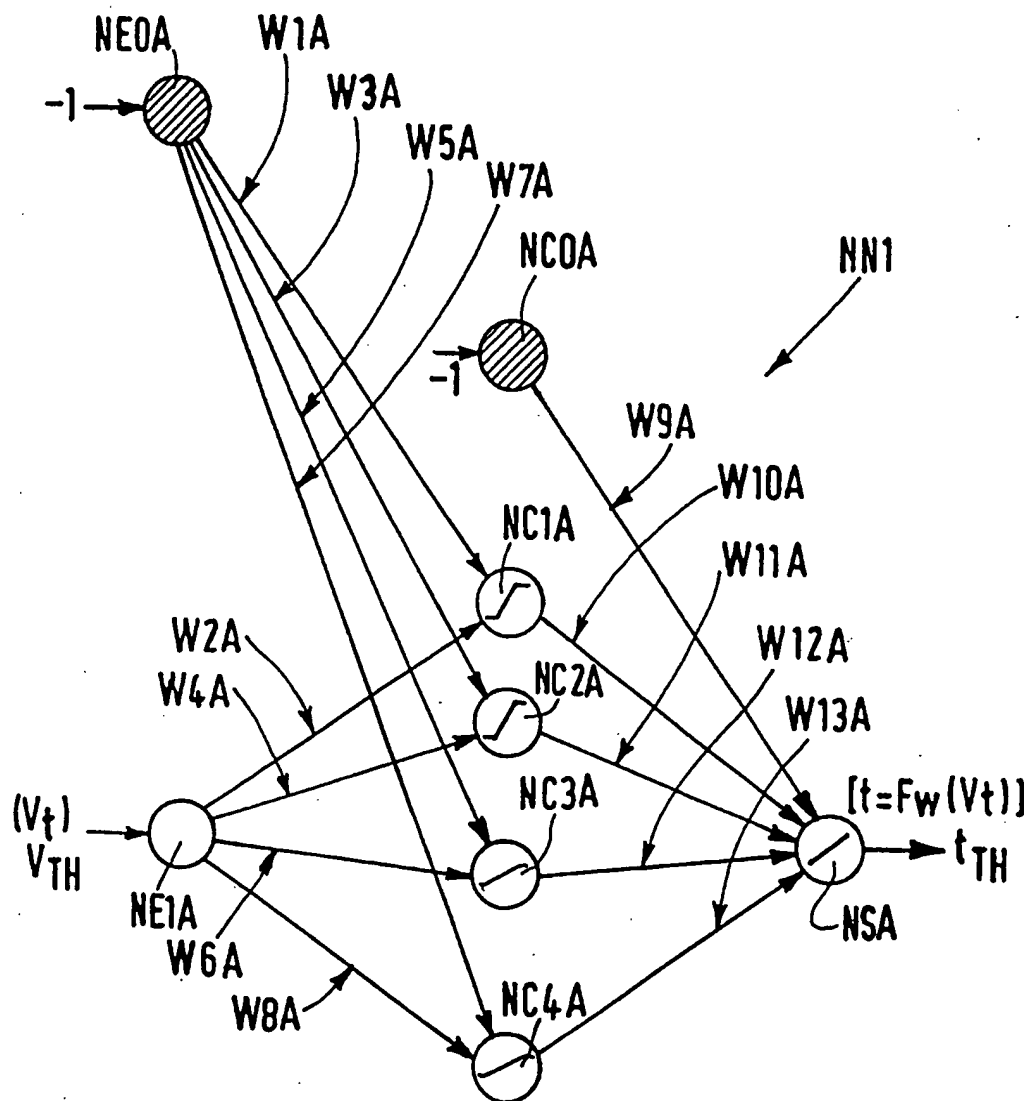 NE0A
W1A
W3A
-1
W5A
W7A
NC0A
NN1
-1
W9A
W10A
NC1A
W11A
W2A
W12A
W4A
NC2A
W13A
(Vt)
VTH
NC3A
[t=Fw(Vt)]
tTH
NE1A
NSA
W6A
W8A
NC4A